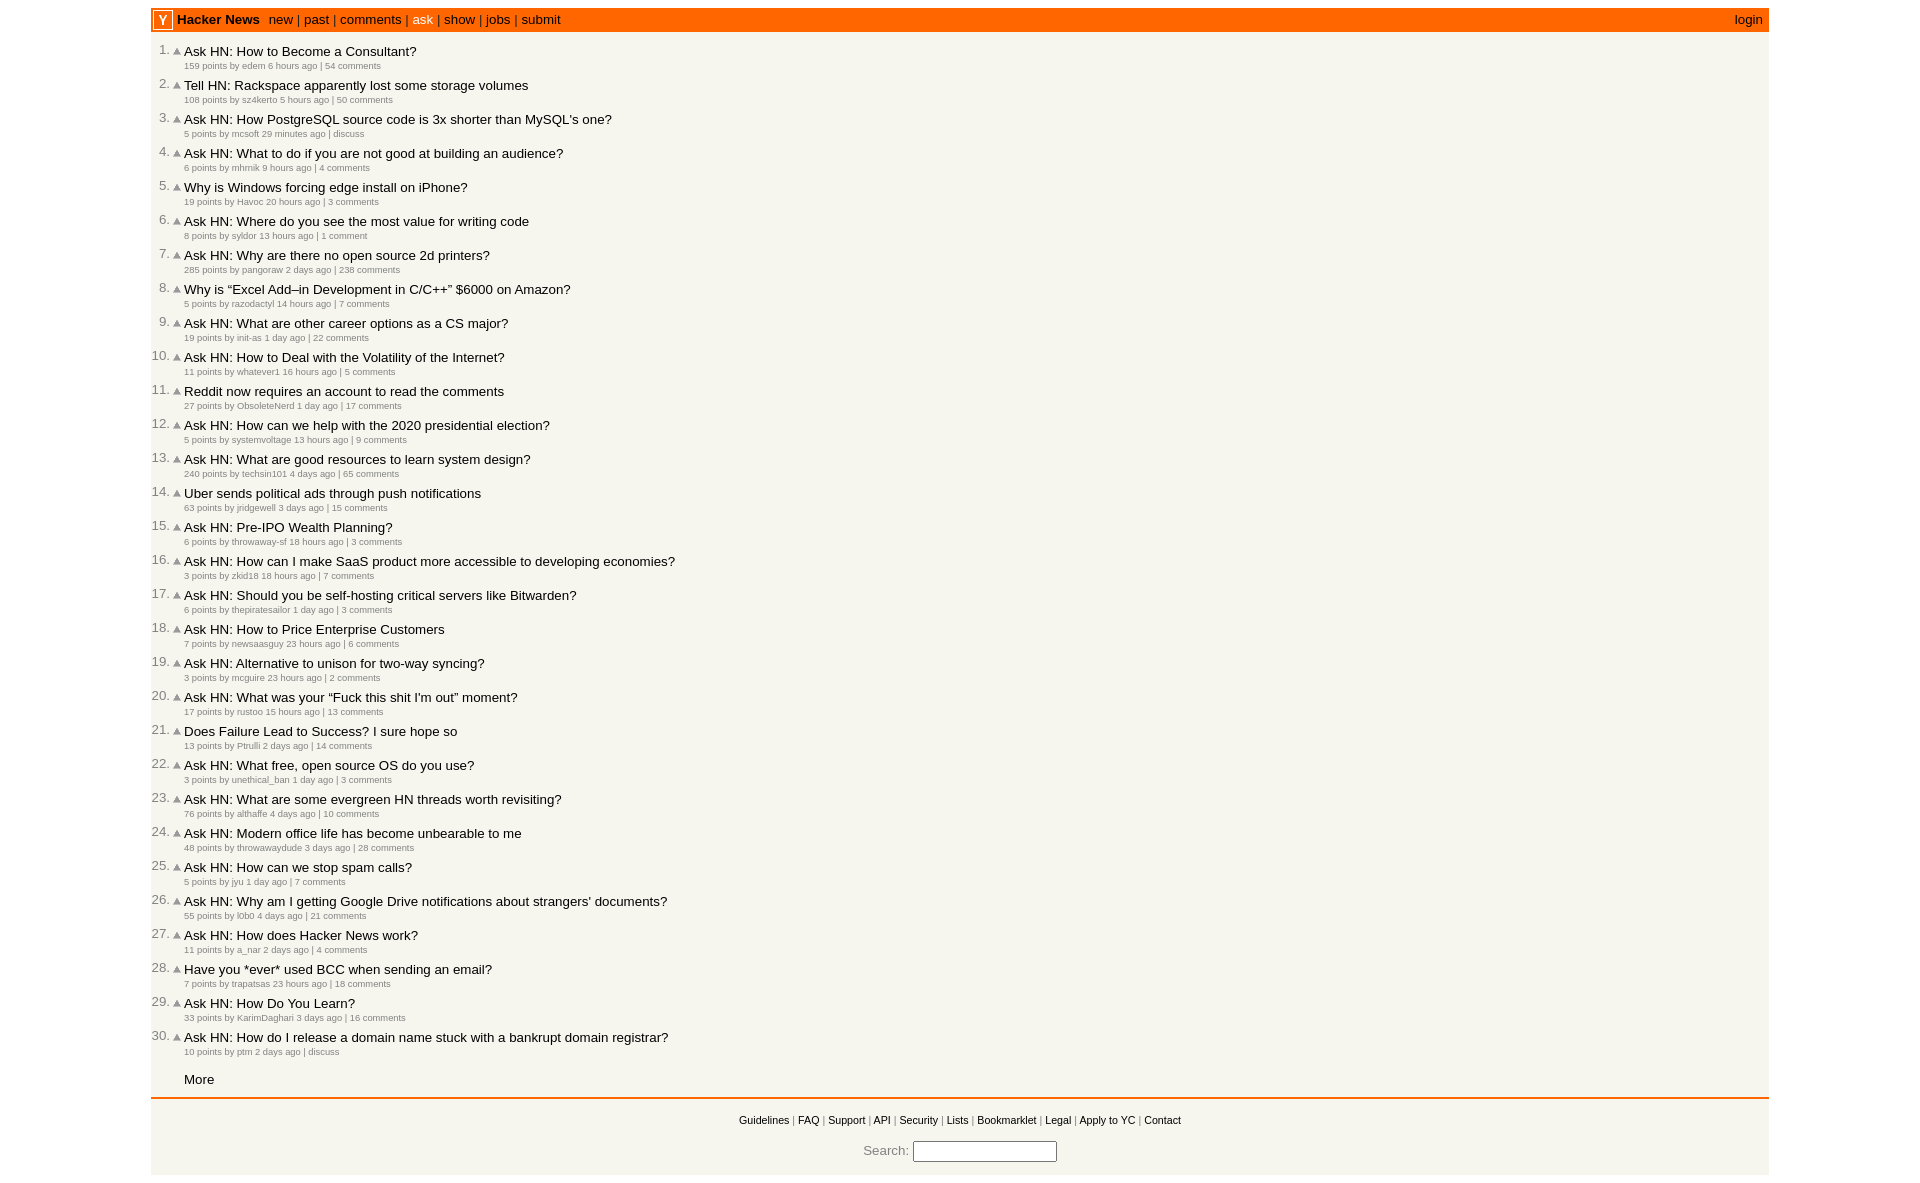 Y Hacker News new | past | comments | ask | show | jobs | submit login
1. Ask HN: How to Become a Consultant?
159 points by edem 6 hours ago | 54 comments
2. Tell HN: Rackspace apparently lost some storage volumes
108 points by sz4kerto 5 hours ago | 50 comments
3. Ask HN: How PostgreSQL source code is 3x shorter than MySQL's one?
5 points by mcsoft 29 minutes ago | discuss
4. Ask HN: What to do if you are not good at building an audience?
6 points by mhmik 9 hours ago | 4 comments
5. Why is Windows forcing edge install on iPhone?
19 points by Havoc 20 hours ago | 3 comments
6. Ask HN: Where do you see the most value for writing code
8 points by syldor 13 hours ago | 1 comment
7. Ask HN: Why are there no open source 2d printers?
285 points by pangoraw 2 days ago | 238 comments
8. Why is “Excel Add–in Development in C/C++” $6000 on Amazon?
5 points by razodactyl 14 hours ago | 7 comments
9. Ask HN: What are other career options as a CS major?
19 points by init-as 1 day ago | 22 comments
10. Ask HN: How to Deal with the Volatility of the Internet?
11 points by whatever1 16 hours ago | 5 comments
11. Reddit now requires an account to read the comments
27 points by ObsoleteNerd 1 day ago | 17 comments
12. Ask HN: How can we help with the 2020 presidential election?
5 points by systemvoltage 13 hours ago | 9 comments
13. Ask HN: What are good resources to learn system design?
240 points by techsin101 4 days ago | 65 comments
14. Uber sends political ads through push notifications
63 points by jridgewell 3 days ago | 15 comments
15. Ask HN: Pre-IPO Wealth Planning?
6 points by throwaway-sf 18 hours ago | 3 comments
16. Ask HN: How can I make SaaS product more accessible to developing economies?
3 points by zkid18 18 hours ago | 7 comments
17. Ask HN: Should you be self-hosting critical servers like Bitwarden?
6 points by thepiratesailor 1 day ago | 3 comments
18. Ask HN: How to Price Enterprise Customers
7 points by newsaasguy 23 hours ago | 6 comments
19. Ask HN: Alternative to unison for two-way syncing?
3 points by mcguire 23 hours ago | 2 comments
20. Ask HN: What was your “Fuck this shit I'm out” moment?
17 points by rustoo 15 hours ago | 13 comments
21. Does Failure Lead to Success? I sure hope so
13 points by Ptrulli 2 days ago | 14 comments
22. Ask HN: What free, open source OS do you use?
3 points by unethical_ban 1 day ago | 3 comments
23. Ask HN: What are some evergreen HN threads worth revisiting?
76 points by althaffe 4 days ago | 10 comments
24. Ask HN: Modern office life has become unbearable to me
48 points by throwawaydude 3 days ago | 28 comments
25. Ask HN: How can we stop spam calls?
5 points by jyu 1 day ago | 7 comments
26. Ask HN: Why am I getting Google Drive notifications about strangers' documents?
55 points by l0b0 4 days ago | 21 comments
27. Ask HN: How does Hacker News work?
11 points by a_nar 2 days ago | 4 comments
28. Have you *ever* used BCC when sending an email?
7 points by trapatsas 23 hours ago | 18 comments
29. Ask HN: How Do You Learn?
33 points by KarimDaghari 3 days ago | 16 comments
30. Ask HN: How do I release a domain name stuck with a bankrupt domain registrar?
10 points by ptm 2 days ago | discuss
More
Guidelines | FAQ | Support | API | Security | Lists | Bookmarklet | Legal | Apply to YC | Contact
Search: